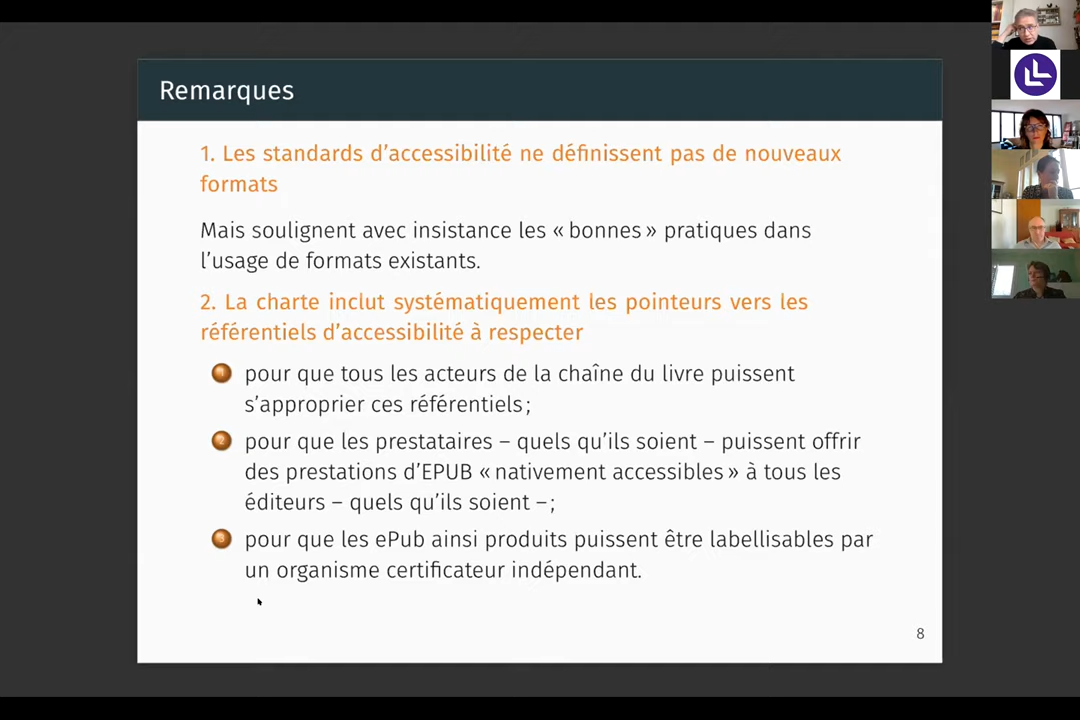 Remarques
1. Les standards d’accessibilité ne définissent pas de nouveaux
formats
Mais soulignent avec insistance les « bonnes » pratiques dans
l’usage de formats existants.
2. La charte inclut systématiquement les pointeurs vers les
référentiels d’accessibilité à respecter
1 pour que tous les acteurs de la chaîne du livre puissent
s’approprier ces référentiels ;
2 pour que les prestataires – quels qu’ils soient – puissent offrir
des prestations d’EPUB « nativement accessibles » à tous les
éditeurs – quels qu’ils soient – ;
3 pour que les ePub ainsi produits puissent être labellisables par
un organisme certificateur indépendant.
8